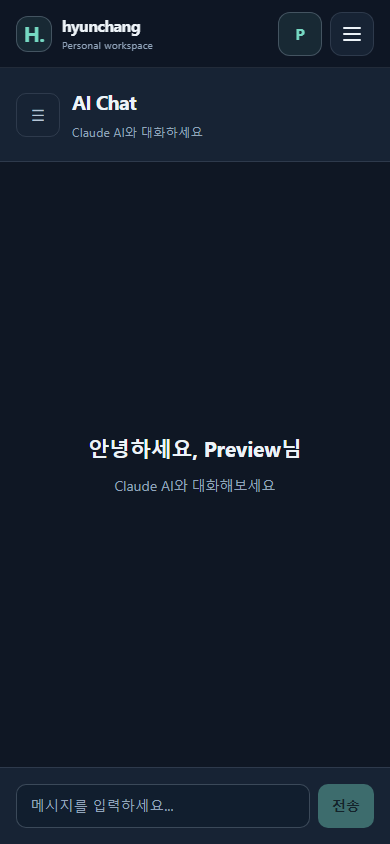 H.
hyunchang
Personal workspace
P
AI Chat
Claude AI와 대화하세요
안녕하세요, Preview님
Claude AI와 대화해보세요
메시지를 입력하세요...
전송